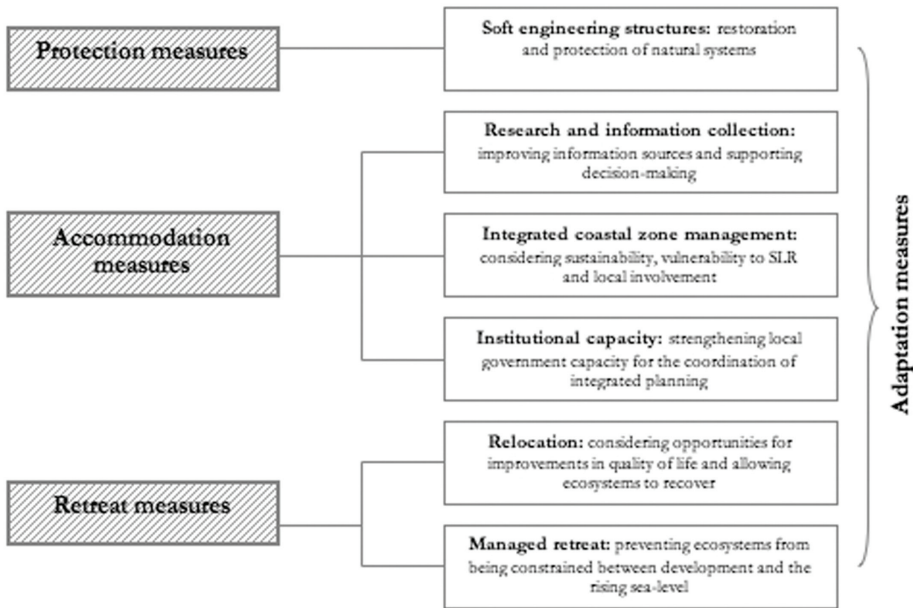 Protection measures
Soft engineering structures: restoration
and protection of natural systems
Research and information collection:
improving information sources and supporting
decision-making
Accommodation
measures
Integrated coastal zone management:
considering sustainability, vulnerability to SLR
and local involvement
Institutional capacity: strengthening local
government capacity for the coordination of
integrated planning
Retreat measures
Relocation: considering opportunities for
improvements in quality of life and allowing
ecosystems to recover
Managed retreat: preventing ecosystems from
being constrained between development and the
rising sea-level
Adaptation measures